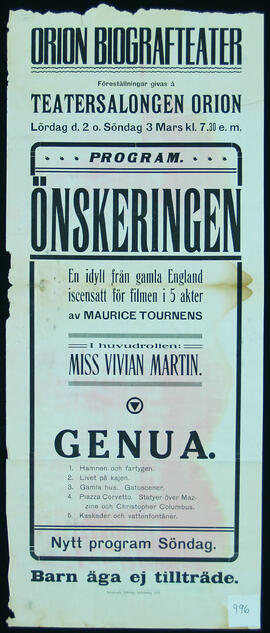 ORION BIOGRAFTEATER
Föreställningar givas å
TEATERSALONGEN ORION
Lördag d. 2 o. Söndag 3 Mars kl. 7.30 e. m.
PROGRAM.
ÖNSKERINGEN
En idyll från gamla England
iscensatt för filmen i 5 akter
av MAURICE TOURNENS
I huvudrollen:
MISS VIVIAN MARTIN.
GENUA.
1. Hamnen och fartygen.
2. Livet på kajen.
3. Gamla hus. Gatuscener.
4. Piazza Corvetto. Statyer över Maz-
zine och Christopher Columbus.
5. Kaskader och vattenfontäner.
Nytt program Söndag.
Barn äga ej tillträde.
996